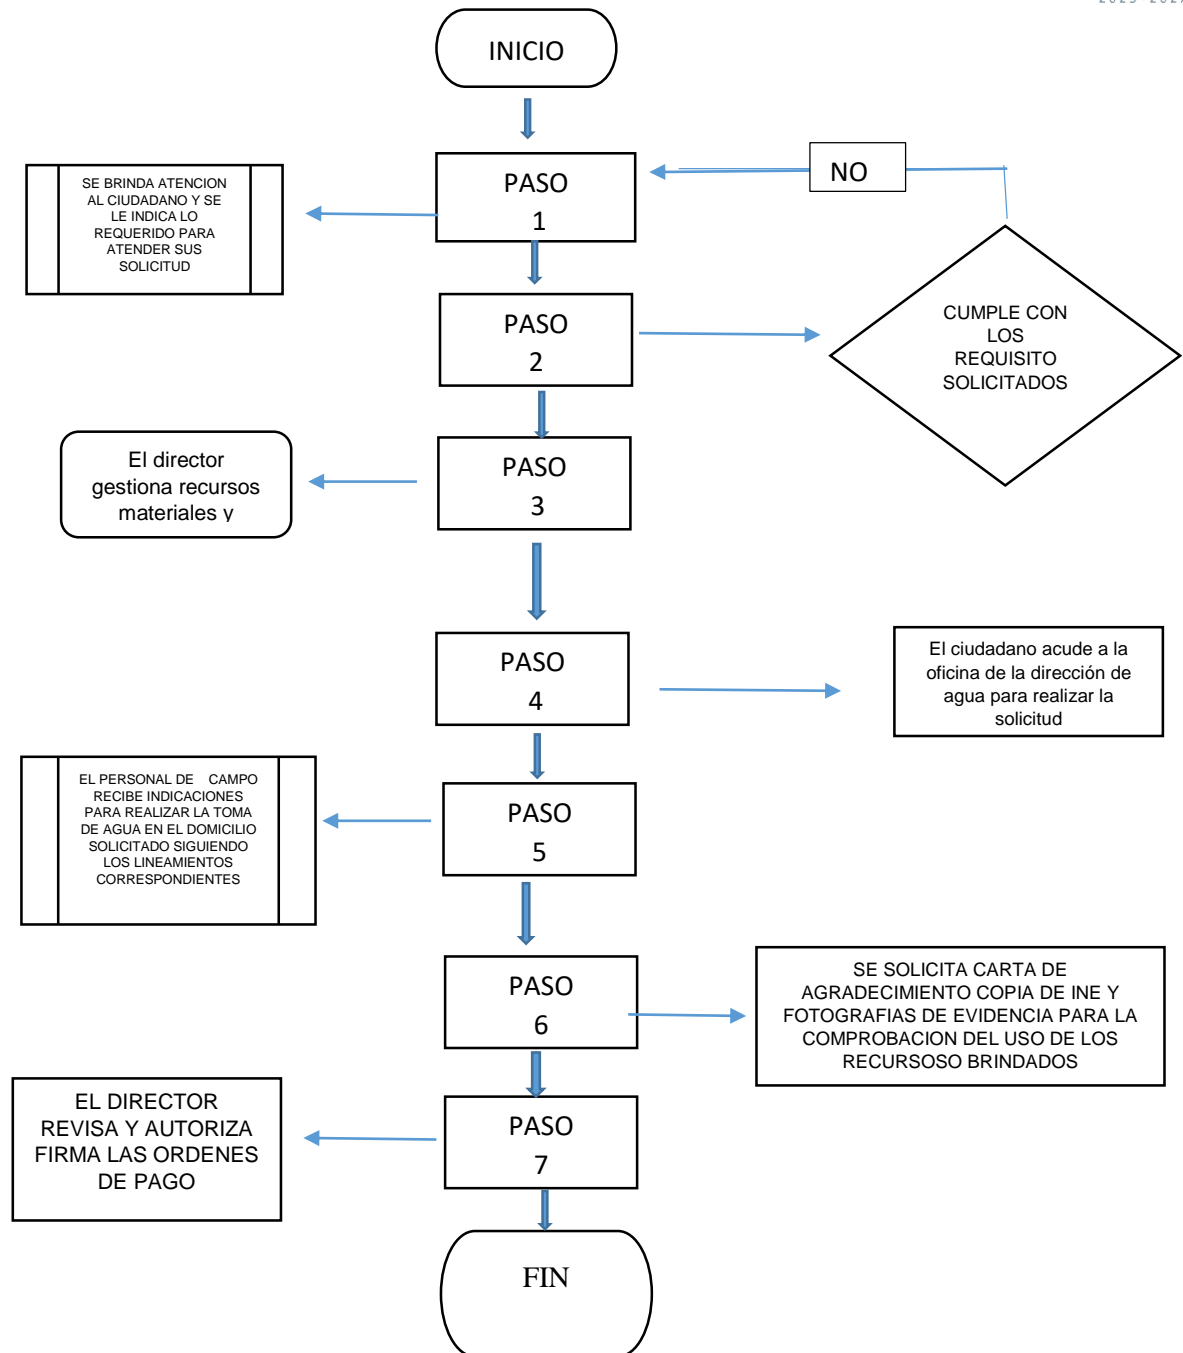 2025-2027
INICIO
NO
PASO
1
SE BRINDA ATENCION
AL CIUDADANO Y SE
LE INDICA LO
REQUERIDO PARA
ATENDER SUS
SOLICITUD
PASO
2
CUMPLE CON
LOS
REQUISITO
SOLICITADOS
El director
gestiona recursos
materiales y
PASO
3
PASO
4
El ciudadano acude a la
oficina de la dirección de
agua para realizar la
solicitud
EL PERSONAL DE CAMPO
RECIBE INDICACIONES
PARA REALIZAR LA TOMA
DE AGUA EN EL DOMICILIO
SOLICITADO SIGUIENDO
LOS LINEAMIENTOS
CORRESPONDIENTES
PASO
5
PASO
6
SE SOLICITA CARTA DE
AGRADECIMIENTO COPIA DE INE Y
FOTOGRAFIAS DE EVIDENCIA PARA LA
COMPROBACION DEL USO DE LOS
RECURSOSO BRINDADOS
EL DIRECTOR
REVISA Y AUTORIZA
FIRMA LAS ORDENES
DE PAGO
PASO
7
FIN